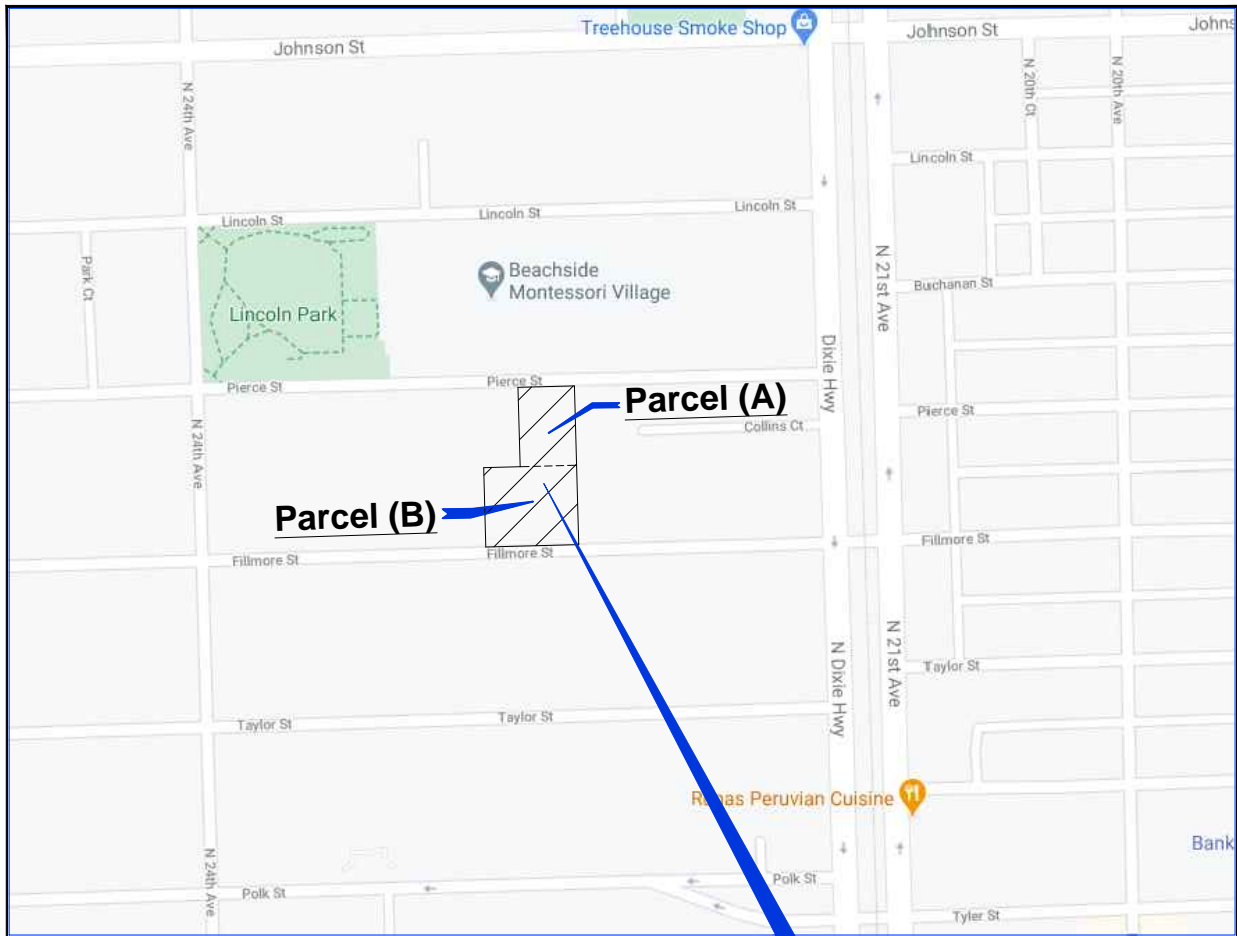 Treehouse Smoke Shop
Johnson St
Johnson St
Johns
N 24th Ave
N 20th Ct
N 20th Ave
Lincoln St
Lincoln St
Lincoln St
Lincoln St
Park Ct
Beachside
Montessori Village
N 21st Ave
Buchanan St
Lincoln Park
Dixie Hwy
Pierce St
Pierce St
Parcel (A)
Pierce St
Collins Ct
N 24th Ave
Parcel (B)
Fillmore St
Fillmore St
Fillmore St
N Dixie Hwy
N 21st Ave
Taylor St
Taylor St
Taylor St
Peruvian Cuisine
Bank
N 24th Ave
Polk St
Polk St
Tyler St